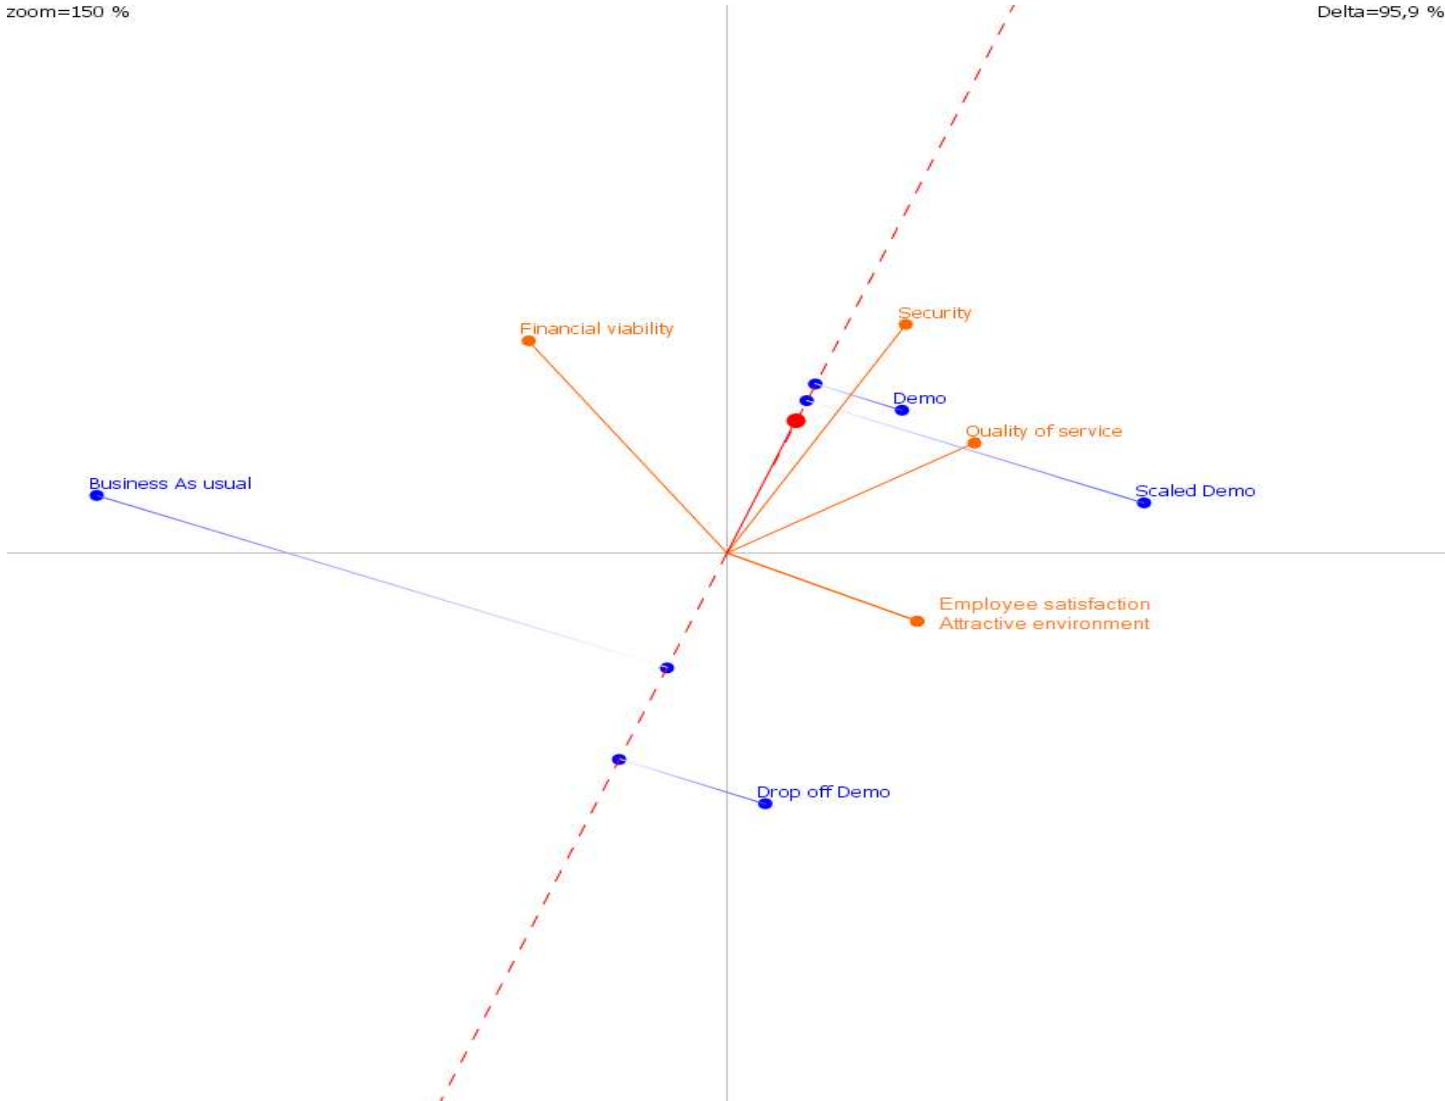 zoom=150 %
Delta=95,9 %
Security
Financial viability
Demo
Quality of service
Business As usual
Scaled Demo
Employee satisfaction
Attractive environment
Drop off Demo